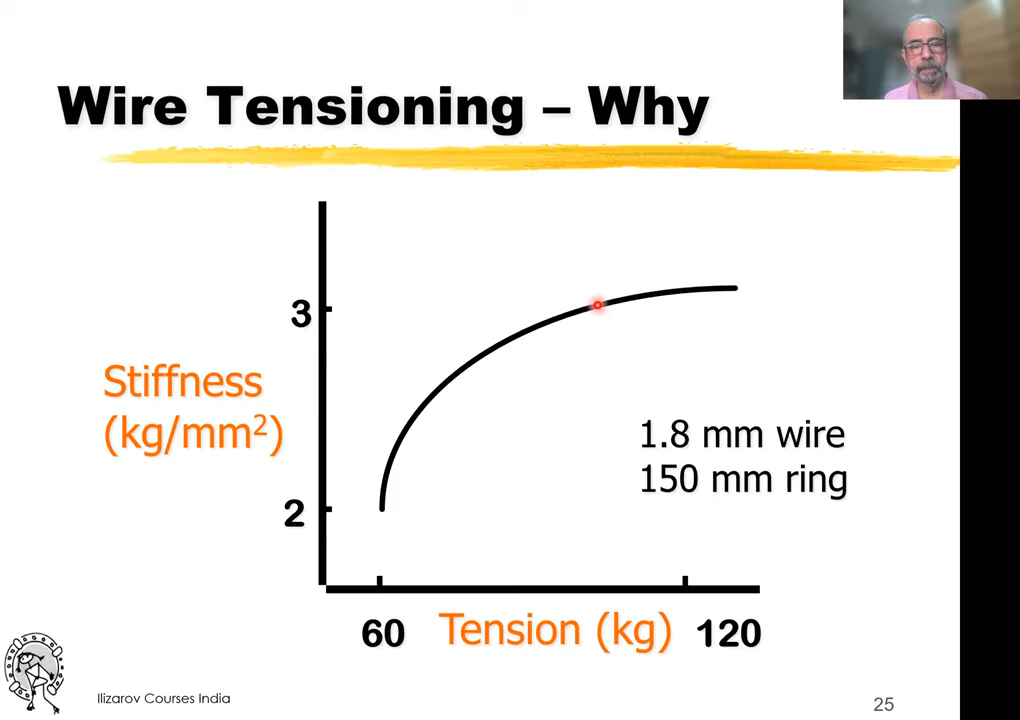 Wire Tensioning – Why
3
Stiffness
(kg/mm²)
1.8 mm wire
150 mm ring
2
60
Tension (kg)
120
Ilizarov Courses India
25